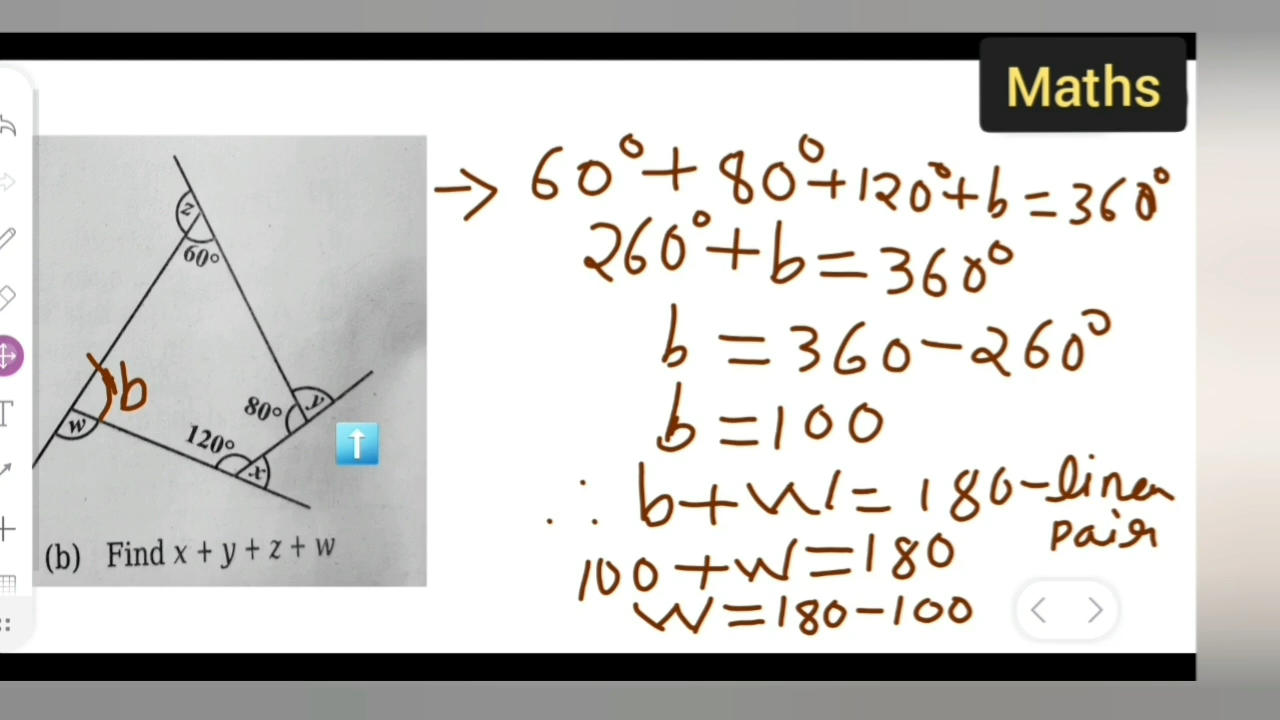 Maths
z
60°
b
w
120°
80°
y
x
(b) Find x + y + z + w
→ 60° + 80° + 120° + b = 360°
260° + b = 360°
b = 360 - 260°
b = 100
∴ b + w = 180 - linear pair
100 + w = 180
w = 180 - 100